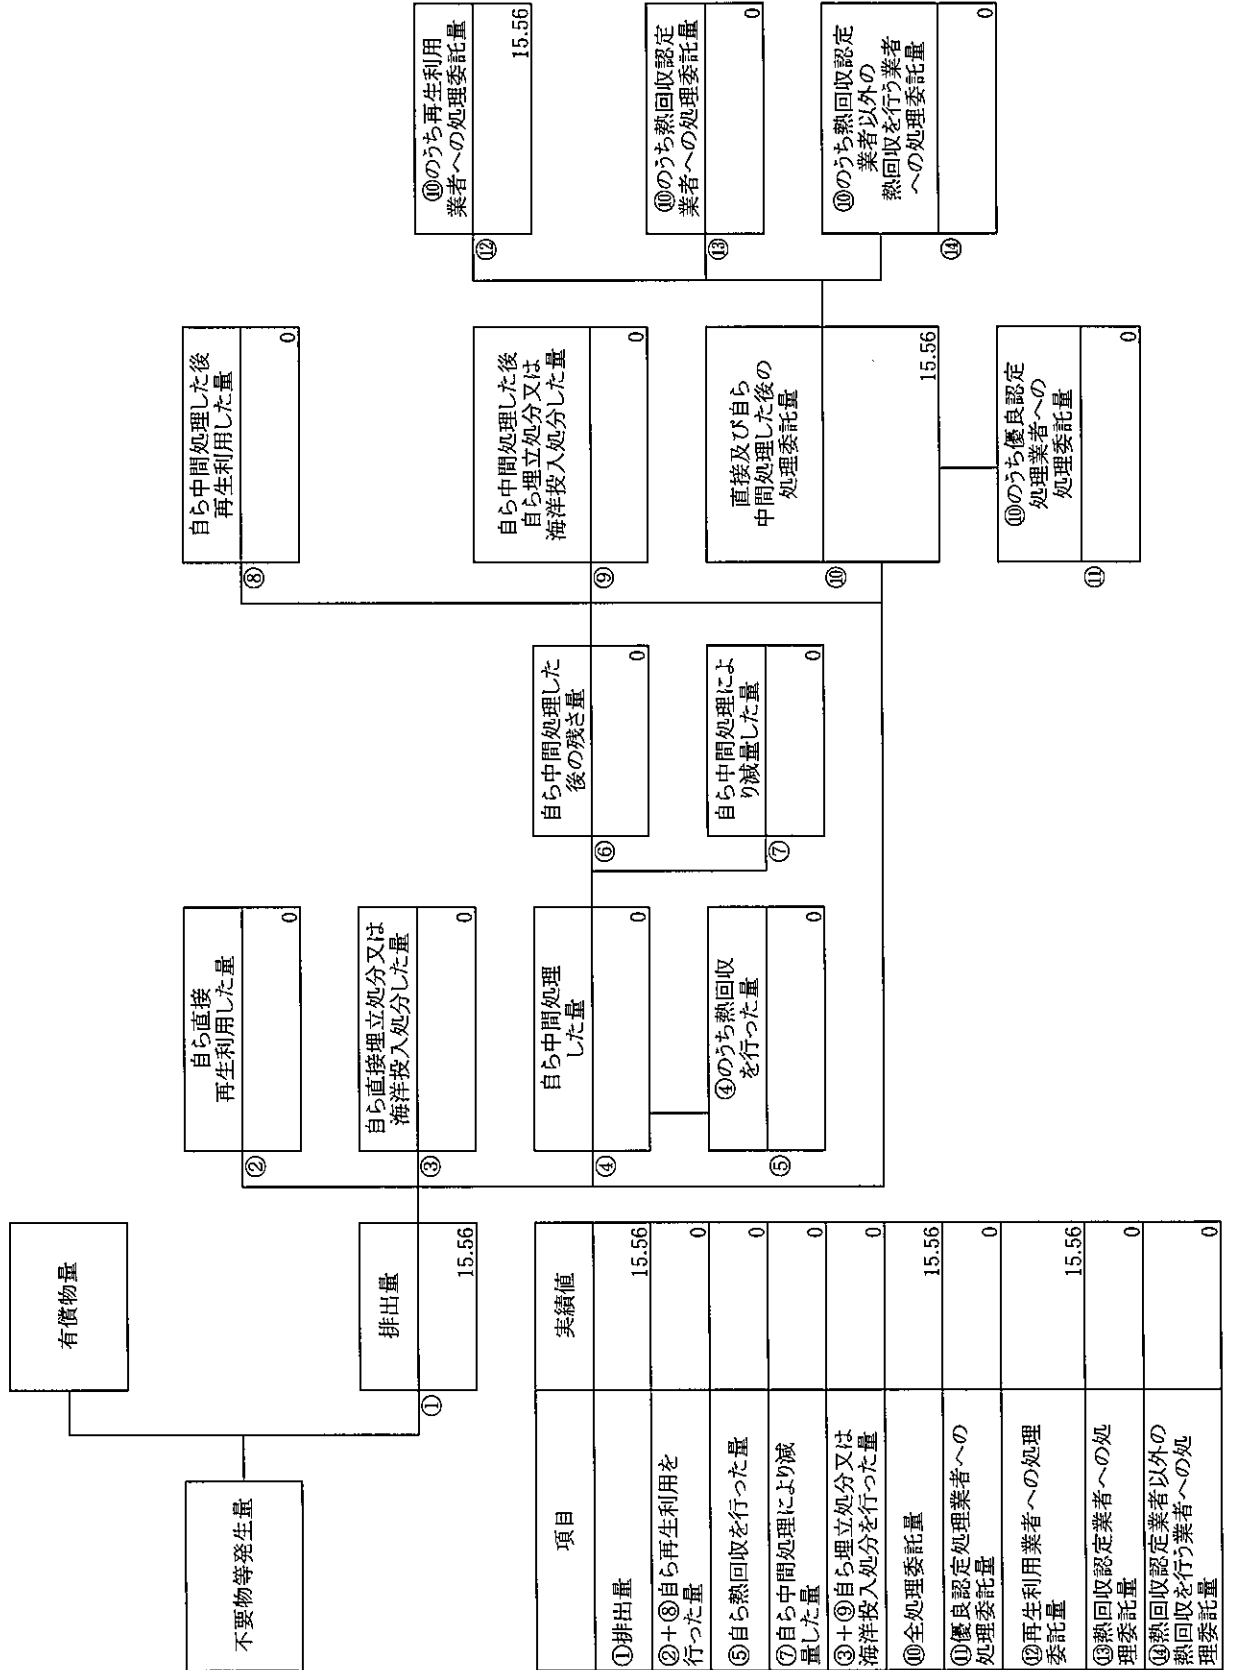 不要物等発生量
有償物量
①
排出量
15.56
②
自ら直接
再生利用した量
0
③
自ら直接埋立処分又は
海洋投入処分した量
0
④
自ら中間処理
した量
0
⑤
④のうち熱回収
を行った量
0
⑥
自ら中間処理した
後の残さ量
0
⑦
自ら中間処理によ
り減量した量
0
⑧
自ら中間処理した後
再生利用した量
0
⑨
自ら中間処理した後
自ら埋立処分又は
海洋投入処分した量
0
⑩
直接及び自ら
中間処理した後の
処理委託量
15.56
⑪
⑩のうち優良認定
処理業者への
処理委託量
0
⑫
⑩のうち再生利用
業者への処理委託量
15.56
⑬
⑩のうち熱回収認定
業者への処理委託量
0
⑭
⑩のうち熱回収認定
業者以外の
熱回収を行う業者
への処理委託量
0
項目
実績値
①排出量
15.56
②+⑧自ら再生利用を
行った量
0
⑤自ら熱回収を行った量
0
⑦自ら中間処理により減
量した量
0
③+⑨自ら埋立処分又は
海洋投入処分を行った量
0
⑩全処理委託量
15.56
⑪優良認定処理業者への
処理委託量
0
⑫再生利用業者への処理
委託量
15.56
⑬熱回収認定業者への処
理委託量
0
⑭熱回収認定業者以外の
熱回収を行う業者への処
理委託量
0